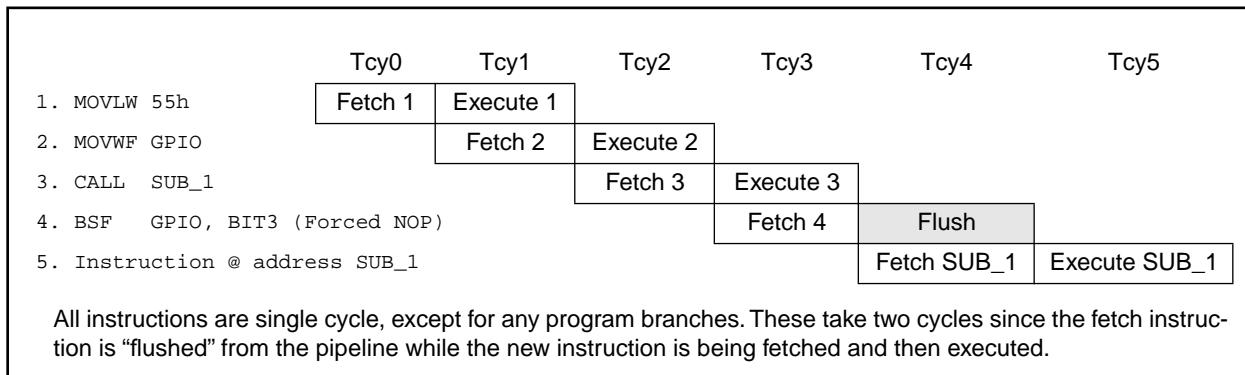 Tcy0 Tcy1 Tcy2 Tcy3 Tcy4 Tcy5
1. MOVLW 55h Fetch 1 Execute 1
2. MOVWF GPIO Fetch 2 Execute 2
3. CALL SUB_1 Fetch 3 Execute 3
4. BSF GPIO, BIT3 (Forced NOP) Fetch 4 Flush
5. Instruction @ address SUB_1 Fetch SUB_1 Execute SUB_1
All instructions are single cycle, except for any program branches. These take two cycles since the fetch instruc-
tion is “flushed” from the pipeline while the new instruction is being fetched and then executed.